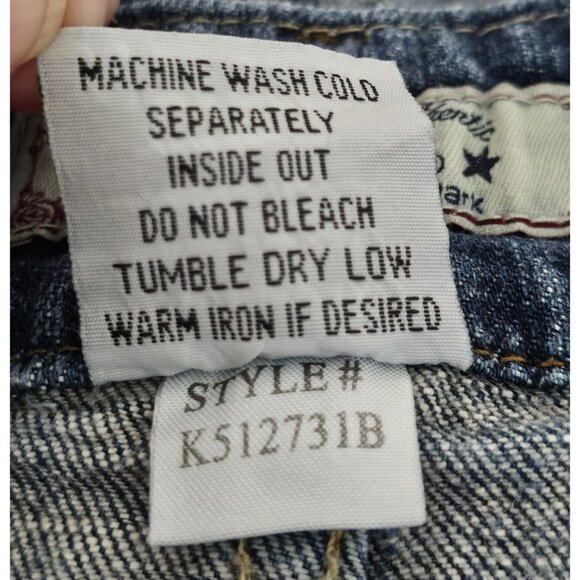 MACHINE WASH COLD
SEPARATELY
INSIDE OUT
DO NOT BLEACH
TUMBLE DRY LOW
WARM IRON IF DESIRED
STYLE#
K512731B